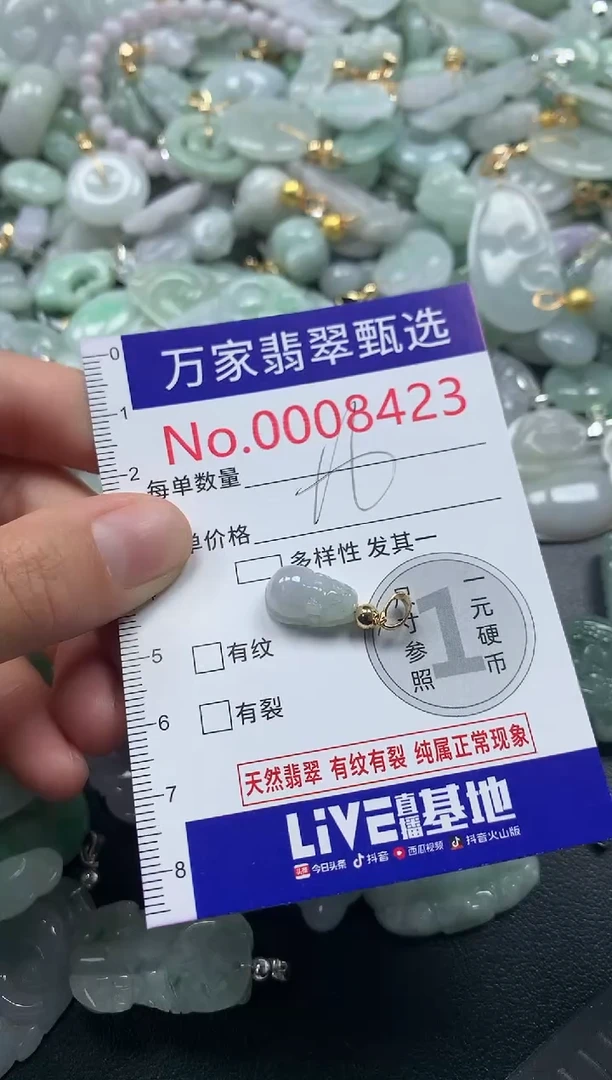 万家翡翠甄选
No.0008423
每单数量
单价格
多样性 发其一
有纹
有裂
一元硬币
寸参照
1
天然翡翠 有纹有裂 纯属正常现象
LiVE直播基地
头条 今日头条 抖音 西瓜视频 抖音火山版
0
1
2
5
6
7
8